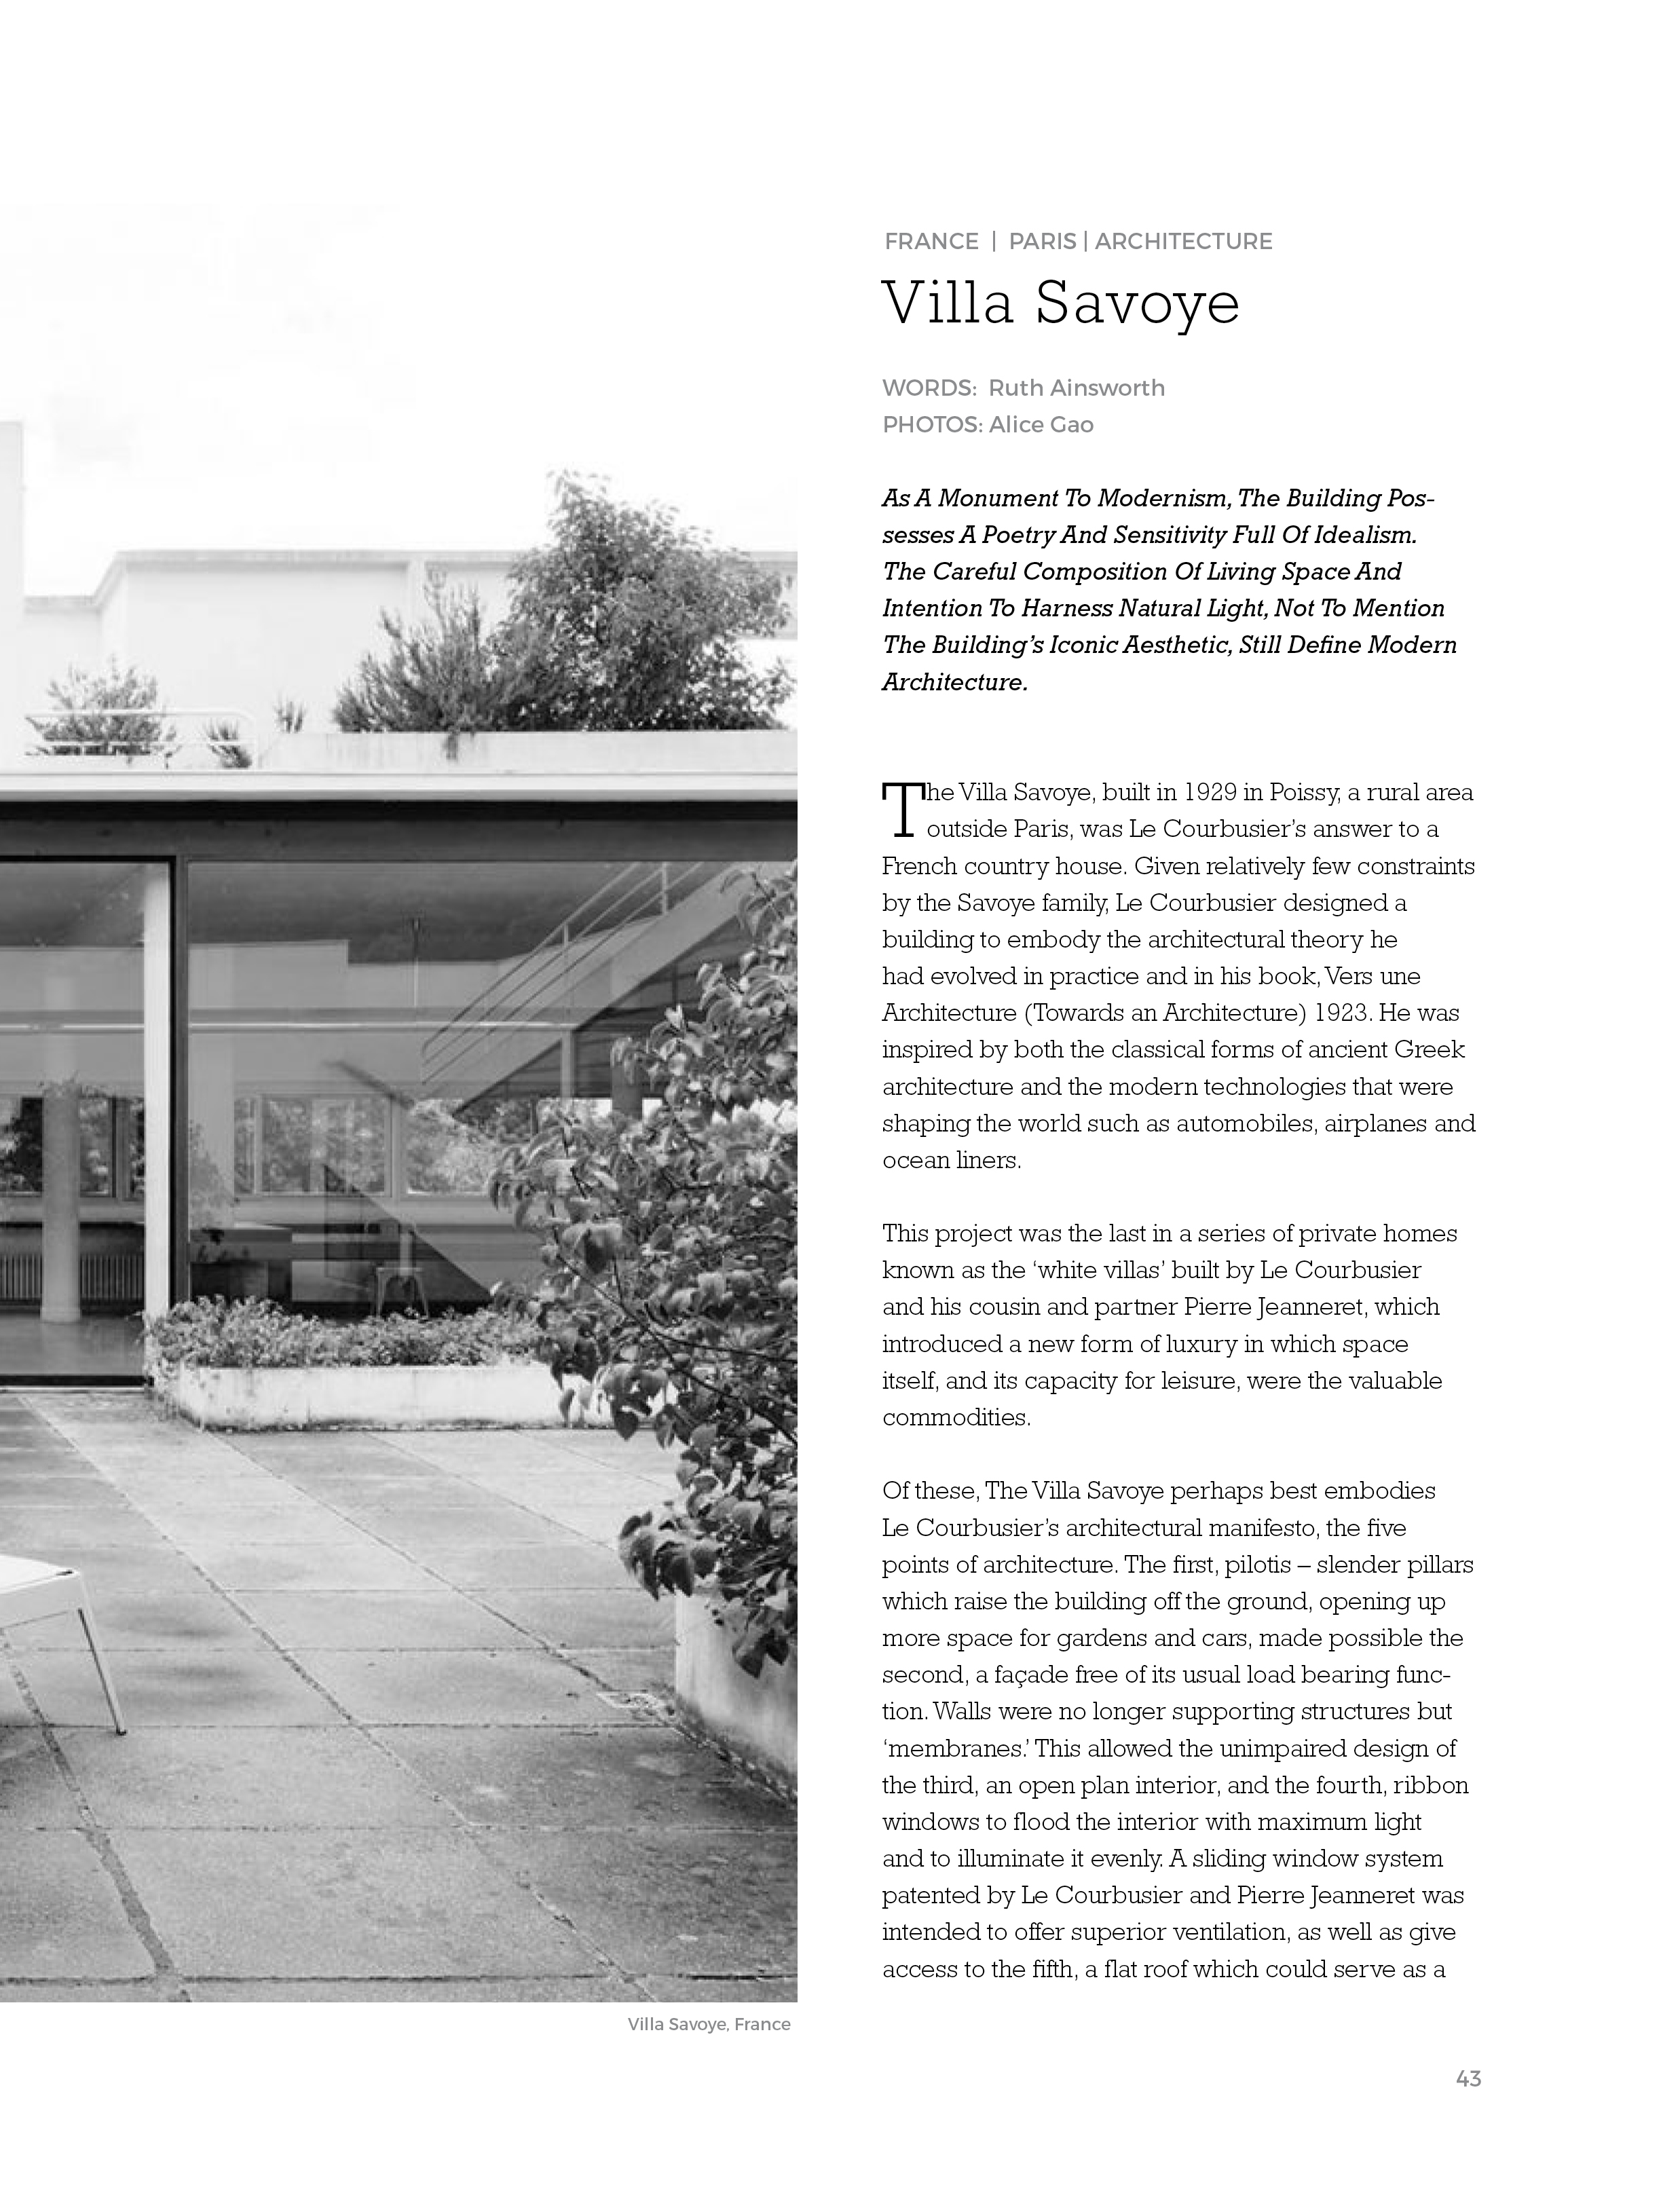 FRANCE | PARIS | ARCHITECTURE
Villa Savoye
WORDS: Ruth Ainsworth
PHOTOS: Alice Gao
As A Monument To Modernism, The Building Pos-
sesses A Poetry And Sensitivity Full Of Idealism.
The Careful Composition Of Living Space And
Intention To Harness Natural Light, Not To Mention
The Building’s Iconic Aesthetic, Still Define Modern
Architecture.
The Villa Savoye, built in 1929 in Poissy, a rural area
outside Paris, was Le Courbusier’s answer to a
French country house. Given relatively few constraints
by the Savoye family, Le Courbusier designed a
building to embody the architectural theory he
had evolved in practice and in his book, Vers une
Architecture (Towards an Architecture) 1923. He was
inspired by both the classical forms of ancient Greek
architecture and the modern technologies that were
shaping the world such as automobiles, airplanes and
ocean liners.
This project was the last in a series of private homes
known as the ‘white villas’ built by Le Courbusier
and his cousin and partner Pierre Jeanneret, which
introduced a new form of luxury in which space
itself, and its capacity for leisure, were the valuable
commodities.
Of these, The Villa Savoye perhaps best embodies
Le Courbusier’s architectural manifesto, the five
points of architecture. The first, pilotis – slender pillars
which raise the building off the ground, opening up
more space for gardens and cars, made possible the
second, a façade free of its usual load bearing func-
tion. Walls were no longer supporting structures but
‘membranes.’ This allowed the unimpaired design of
the third, an open plan interior, and the fourth, ribbon
windows to flood the interior with maximum light
and to illuminate it evenly. A sliding window system
patented by Le Courbusier and Pierre Jeanneret was
intended to offer superior ventilation, as well as give
access to the fifth, a flat roof which could serve as a
Villa Savoye, France
43